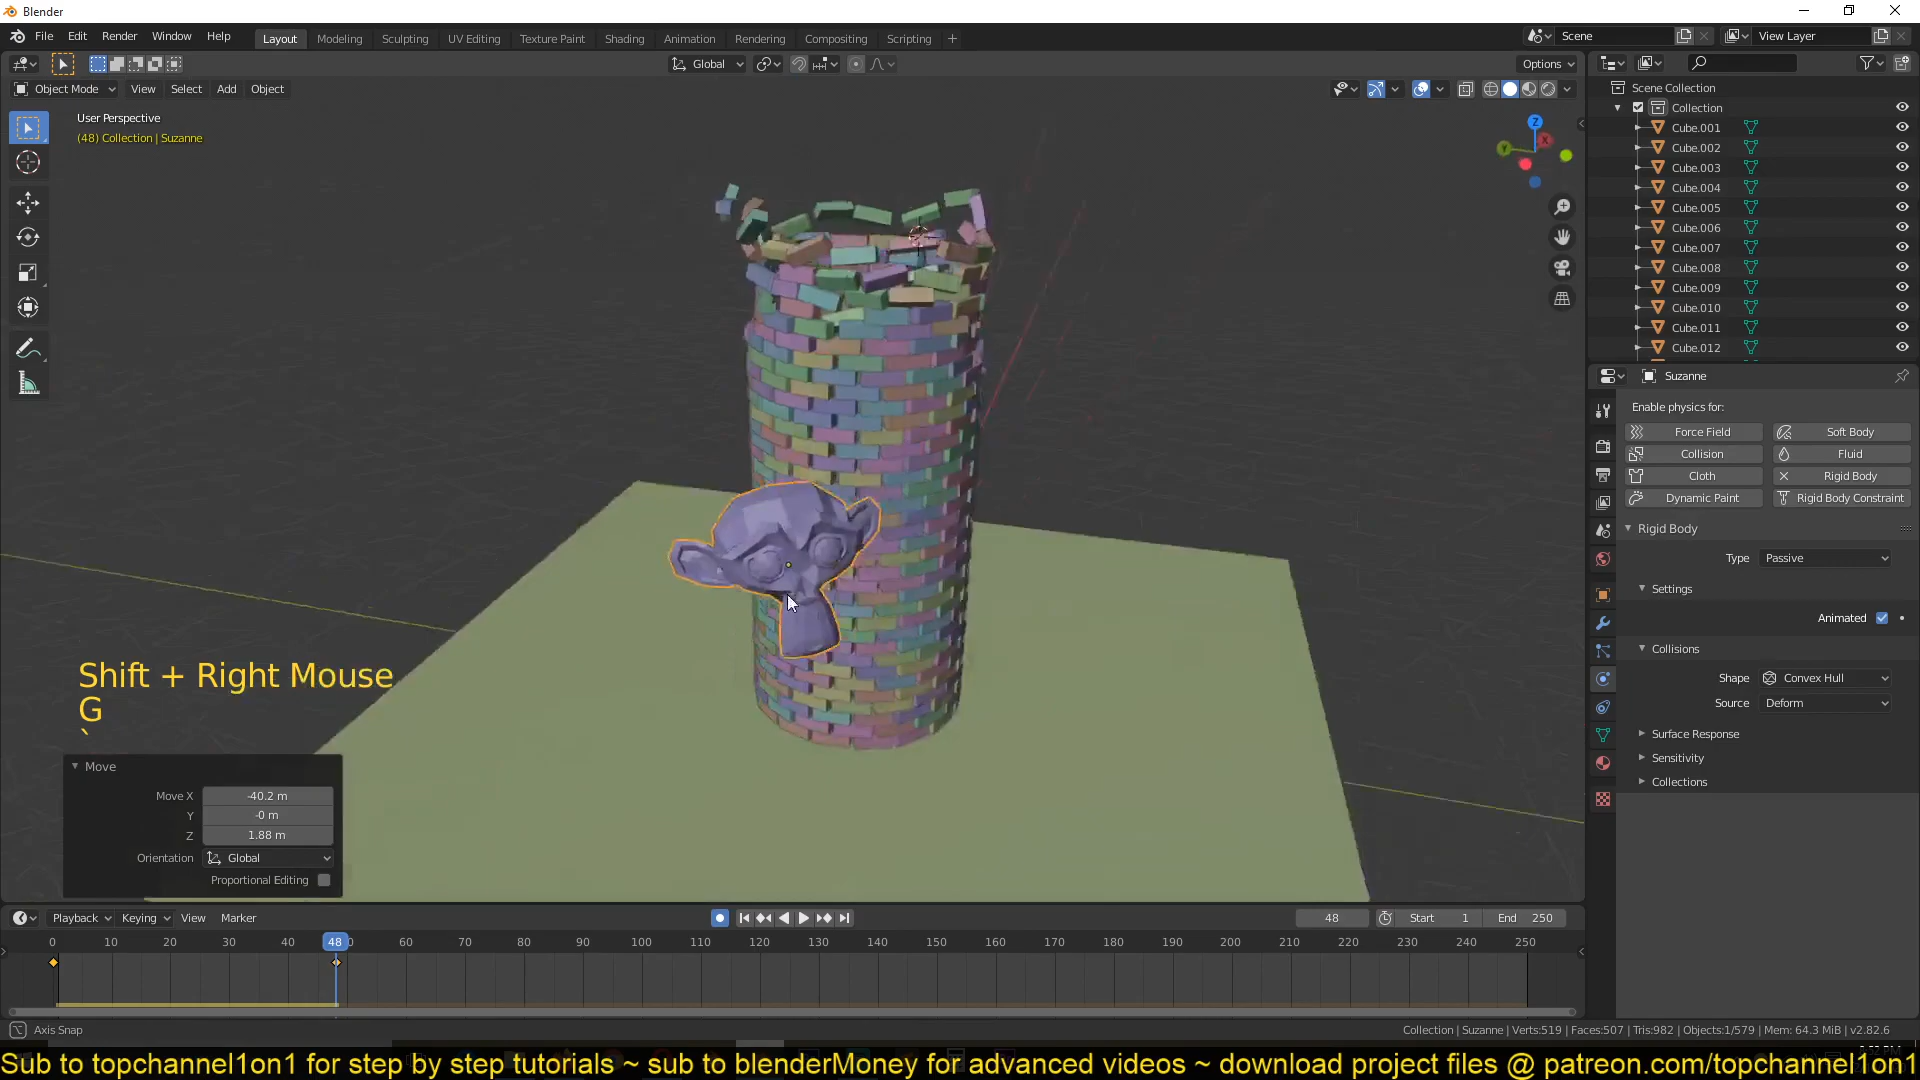 Blender
File Edit Render Window Help
Layout Modeling Sculpting UV Editing Texture Paint Shading Animation Rendering Compositing Scripting +
Scene
View Layer
Global
Options
Object Mode View Select Add Object
User Perspective
(48) Collection | Suzanne
Z
X
Y
Scene Collection
Collection
Cube.001
Cube.002
Cube.003
Cube.004
Cube.005
Cube.006
Cube.007
Cube.008
Cube.009
Cube.010
Cube.011
Cube.012
Suzanne
Enable physics for:
Force Field Soft Body
Collision Fluid
Cloth Rigid Body
Dynamic Paint Rigid Body Constraint
Rigid Body
Type Passive
Settings
Animated
Collisions
Shape Convex Hull
Source Deform
Surface Response
Sensitivity
Collections
Shift + Right Mouse
G
`
Move
Move X -40.2 m
Y -0 m
Z 1.88 m
Orientation Global
Proportional Editing
Playback Keying View Marker
48 Start 1 End 250
0 10 20 30 40 48 60 70 80 90 100 110 120 130 140 150 160 170 180 190 200 210 220 230 240 250
Axis Snap
Collection | Suzanne | Verts:519 | Faces:507 | Tris:982 | Objects:1/579 | Mem: 64.3 MiB | v2.82.6
Sub to topchannel1on1 for step by step tutorials ~ sub to blenderMoney for advanced videos ~ download project files @ patreon.com/topchannel1on1